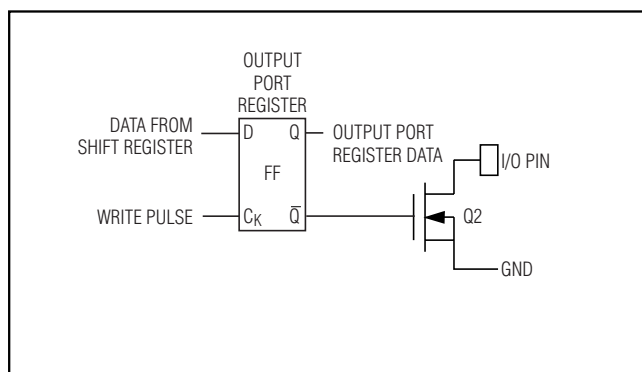 OUTPUT
PORT
REGISTER
DATA FROM
SHIFT REGISTER
D
Q
OUTPUT PORT
REGISTER DATA
FF
I/O PIN
WRITE PULSE
CK
Q̅
Q2
GND